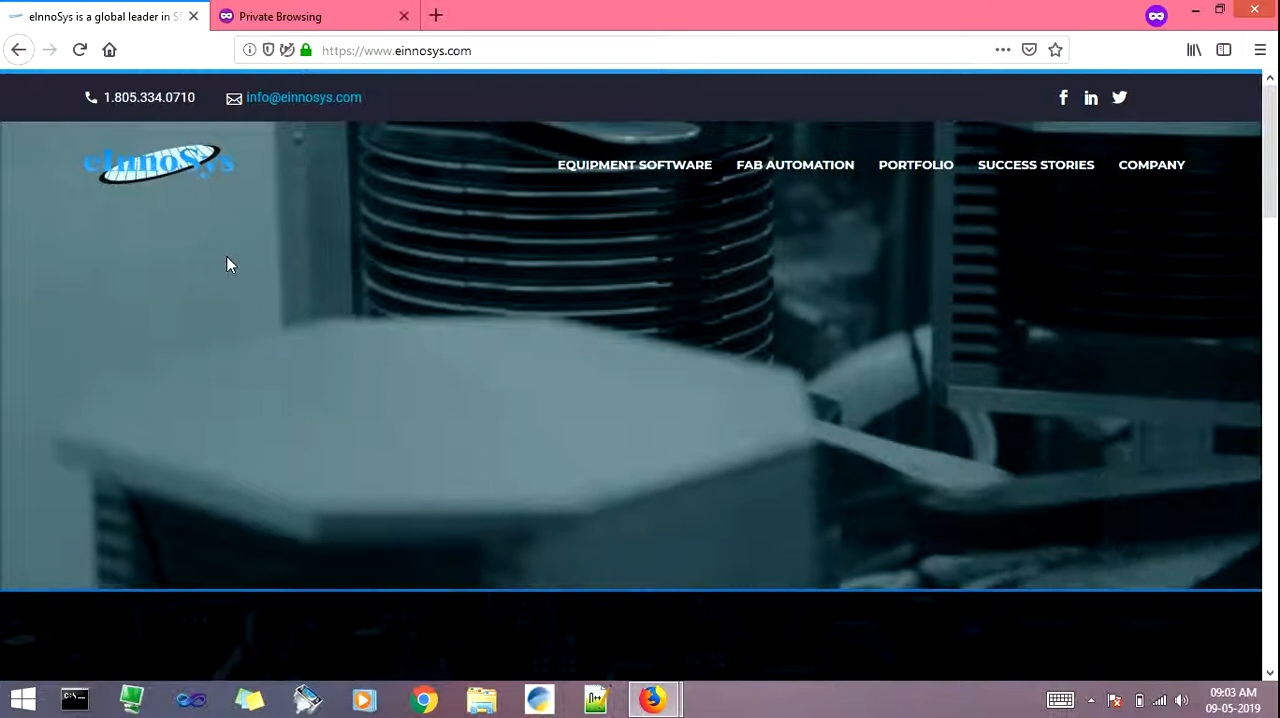 eInnoSys is a global leader in S
Private Browsing
https://www.einnosys.com
1.805.334.0710
info@einnosys.com
eInnoSys
EQUIPMENT SOFTWARE
FAB AUTOMATION
PORTFOLIO
SUCCESS STORIES
COMPANY
09:03 AM
09-05-2019